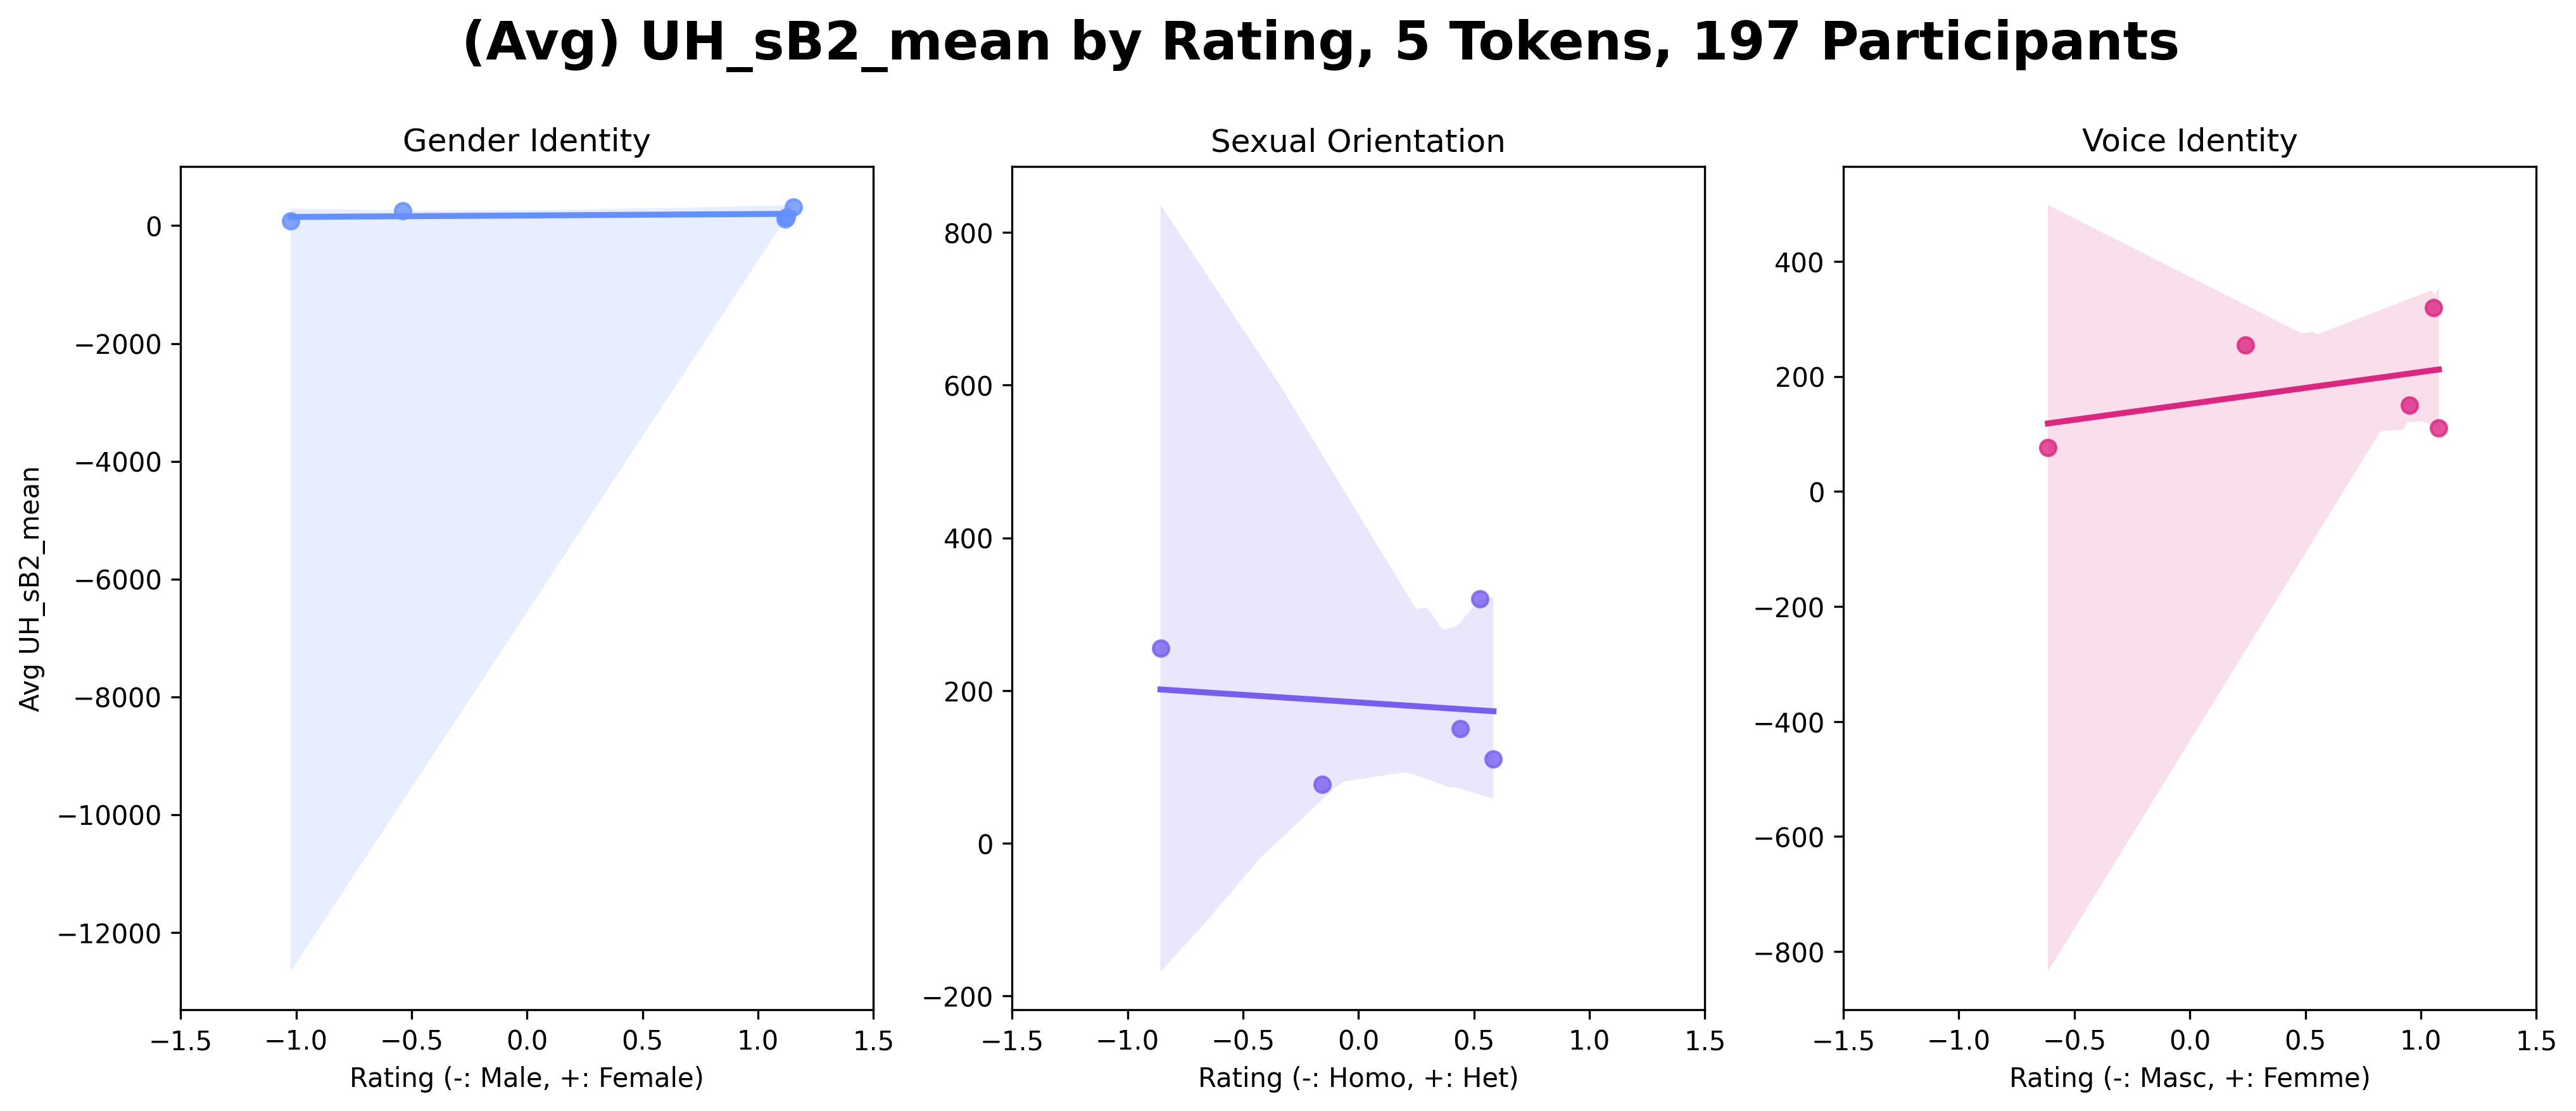 (Avg) UH_sB2_mean by Rating, 5 Tokens, 197 Participants
Gender Identity
Avg UH_sB2_mean
0
−2000
−4000
−6000
−8000
−10000
−12000
−1.5 −1.0 −0.5 0.0 0.5 1.0 1.5
Rating (-: Male, +: Female)
Sexual Orientation
800
600
400
200
0
−200
−1.5 −1.0 −0.5 0.0 0.5 1.0 1.5
Rating (-: Homo, +: Het)
Voice Identity
400
200
0
−200
−400
−600
−800
−1.5 −1.0 −0.5 0.0 0.5 1.0 1.5
Rating (-: Masc, +: Femme)